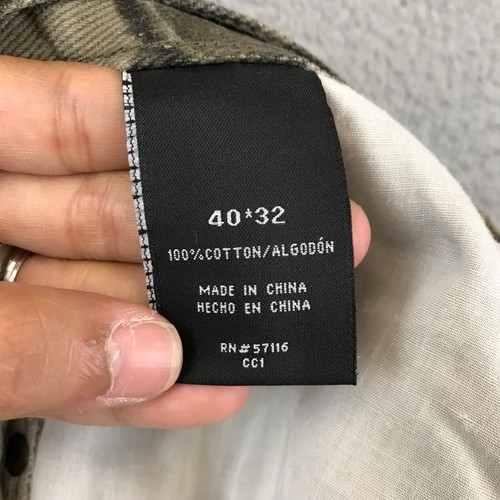 40*32
100%COTTON/ALGODÓN
MADE IN CHINA
HECHO EN CHINA
RN#57116
CC1